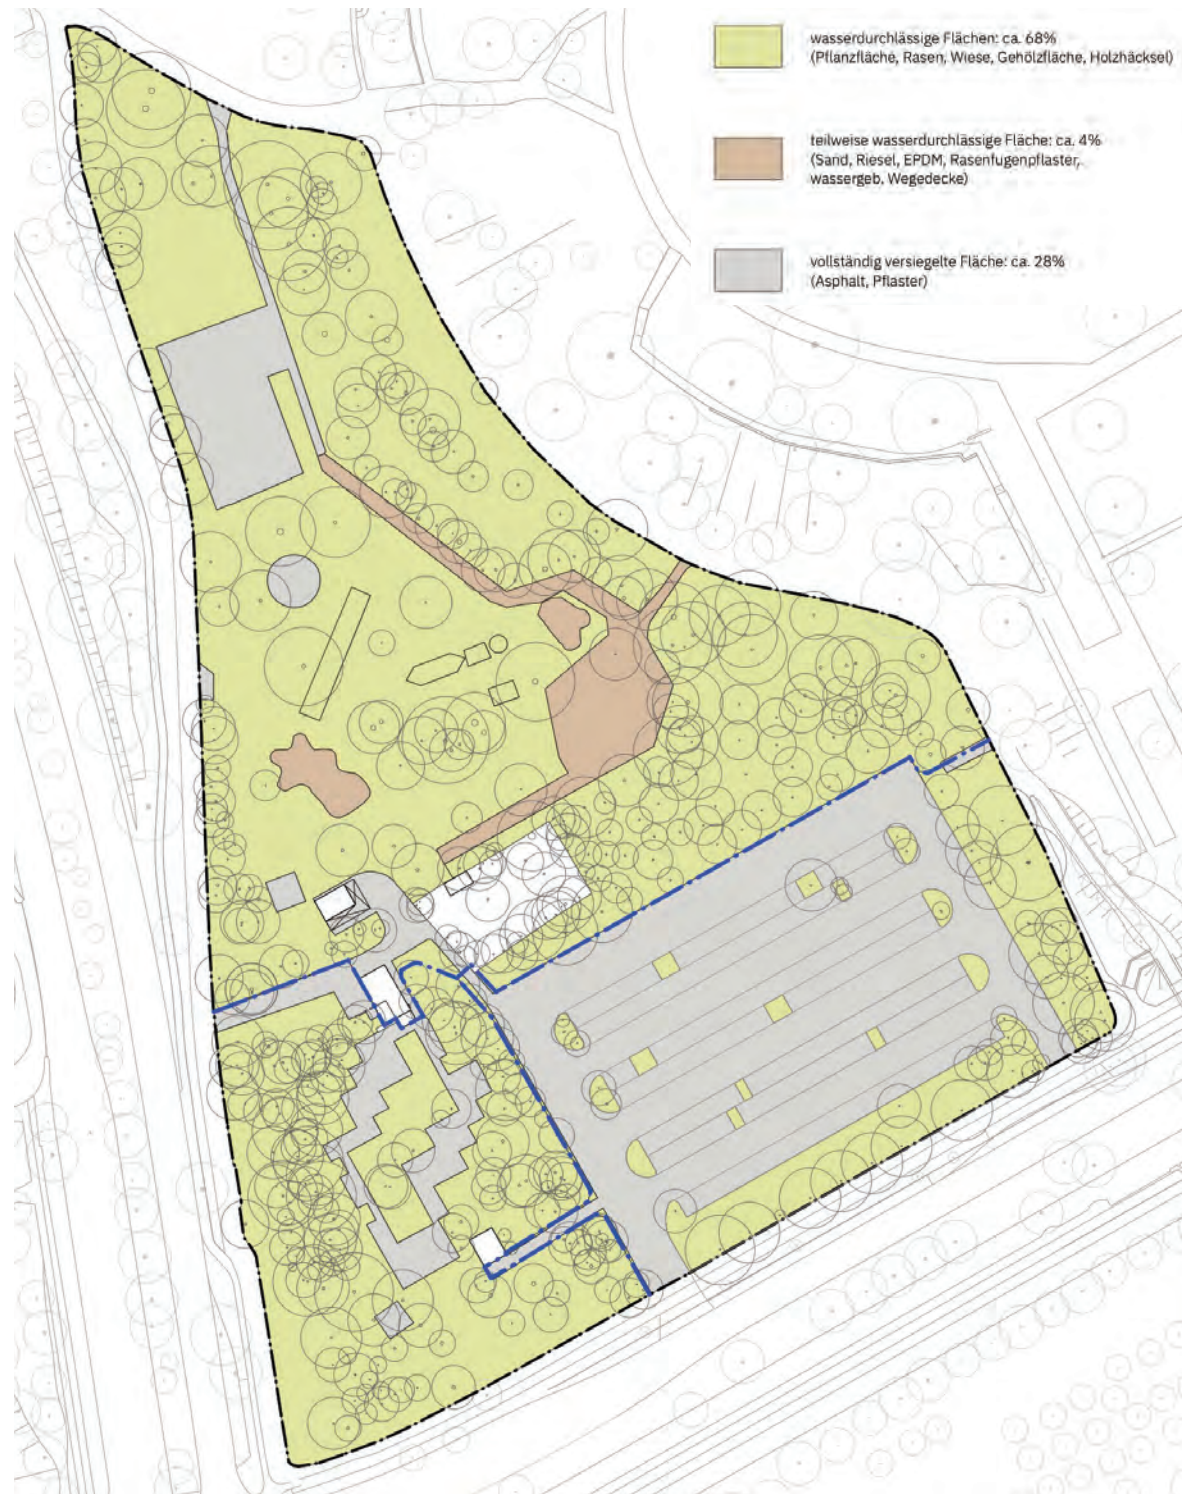 wasserdurchlässige Flächen: ca. 68%
(Pflanzfläche, Rasen, Wiese, Gehölzfläche, Holzhäcksel)
teilweise wasserdurchlässige Fläche: ca. 4%
(Sand, Riesel, EPDM, Rasenfugenpflaster,
wassergeb. Wegedecke)
vollständig versiegelte Fläche: ca. 28%
(Asphalt, Pflaster)